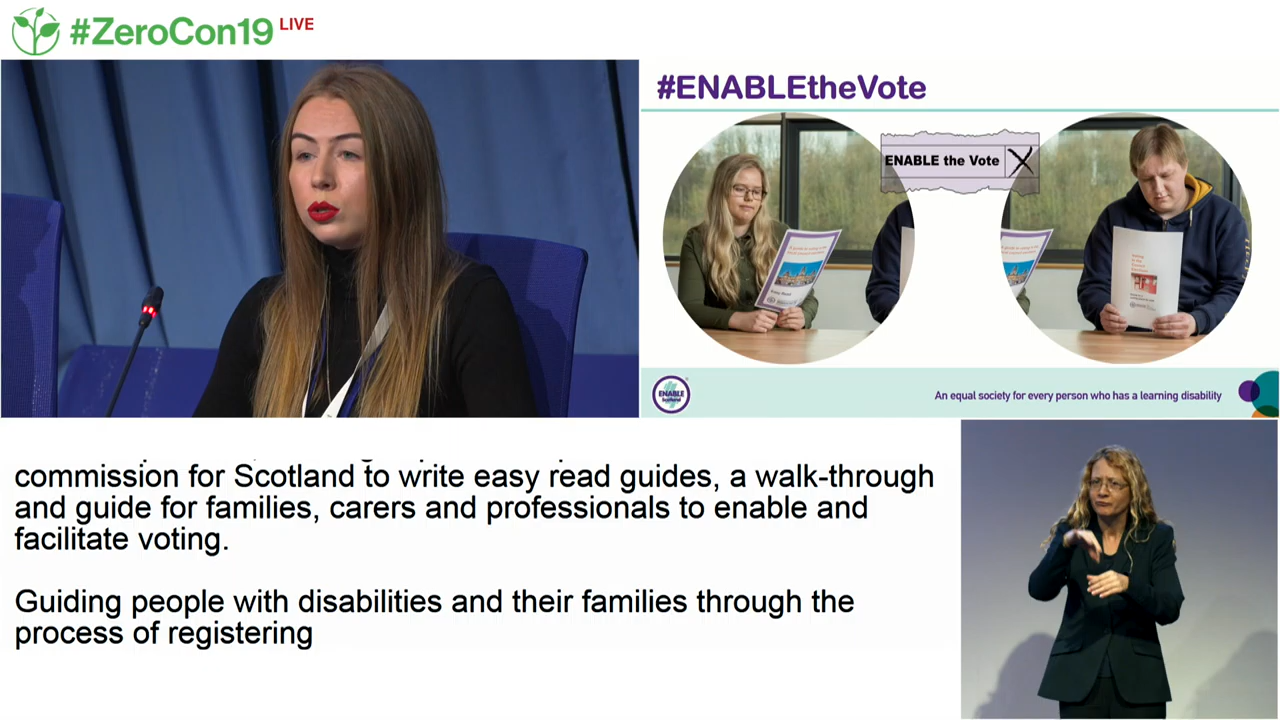 #ZeroCon19 LIVE
#ENABLEtheVote
ENABLE the Vote
ENABLE
Scotland
An equal society for every person who has a learning disability
commission for Scotland to write easy read guides, a walk-through
and guide for families, carers and professionals to enable and
facilitate voting.
Guiding people with disabilities and their families through the
process of registering